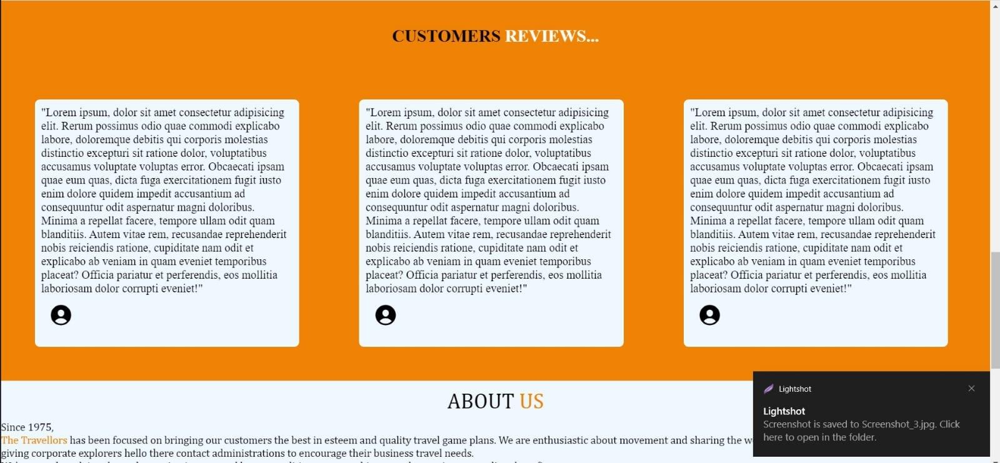 CUSTOMERS REVIEWS...
"Lorem ipsum, dolor sit amet consectetur adipisicing
elit. Rerum possimus odio quae commodi explicabo
labore, doloremque debitis qui corporis molestias
distinctio excepturi sit ratione dolor, voluptatibus
accusamus voluptate voluptas error. Obcaecati ipsam
quae eum quas, dicta fuga exercitationem fugit iusto
enim dolore quidem impedit accusantium ad
consequuntur odit aspernatur magni doloribus.
Minima a repellat facere, tempore ullam odit quam
blanditiis. Autem vitae rem, recusandae reprehenderit
nobis reiciendis ratione, cupiditate nam odit et
explicabo ab veniam in quam eveniet temporibus
placeat? Officia pariatur et perferendis, eos mollitia
laboriosam dolor corrupti eveniet!"
"Lorem ipsum, dolor sit amet consectetur adipisicing
elit. Rerum possimus odio quae commodi explicabo
labore, doloremque debitis qui corporis molestias
distinctio excepturi sit ratione dolor, voluptatibus
accusamus voluptate voluptas error. Obcaecati ipsam
quae eum quas, dicta fuga exercitationem fugit iusto
enim dolore quidem impedit accusantium ad
consequuntur odit aspernatur magni doloribus.
Minima a repellat facere, tempore ullam odit quam
blanditiis. Autem vitae rem, recusandae reprehenderit
nobis reiciendis ratione, cupiditate nam odit et
explicabo ab veniam in quam eveniet temporibus
placeat? Officia pariatur et perferendis, eos mollitia
laboriosam dolor corrupti eveniet!"
"Lorem ipsum, dolor sit amet consectetur adipisicing
elit. Rerum possimus odio quae commodi explicabo
labore, doloremque debitis qui corporis molestias
distinctio excepturi sit ratione dolor, voluptatibus
accusamus voluptate voluptas error. Obcaecati ipsam
quae eum quas, dicta fuga exercitationem fugit iusto
enim dolore quidem impedit accusantium ad
consequuntur odit aspernatur magni doloribus.
Minima a repellat facere, tempore ullam odit quam
blanditiis. Autem vitae rem, recusandae reprehenderit
nobis reiciendis ratione, cupiditate nam odit et
explicabo ab veniam in quam eveniet temporibus
placeat? Officia pariatur et perferendis, eos mollitia
laboriosam dolor corrupti eveniet!"
ABOUT US
Since 1975,
The Travellors has been focused on bringing our customers the best in esteem and quality travel game plans. We are enthusiastic about movement and sharing the
giving corporate explorers hello there contact administrations to encourage their business travel needs.
Lightshot
Lightshot
Screenshot is saved to Screenshot_3.jpg. Click
here to open in the folder.